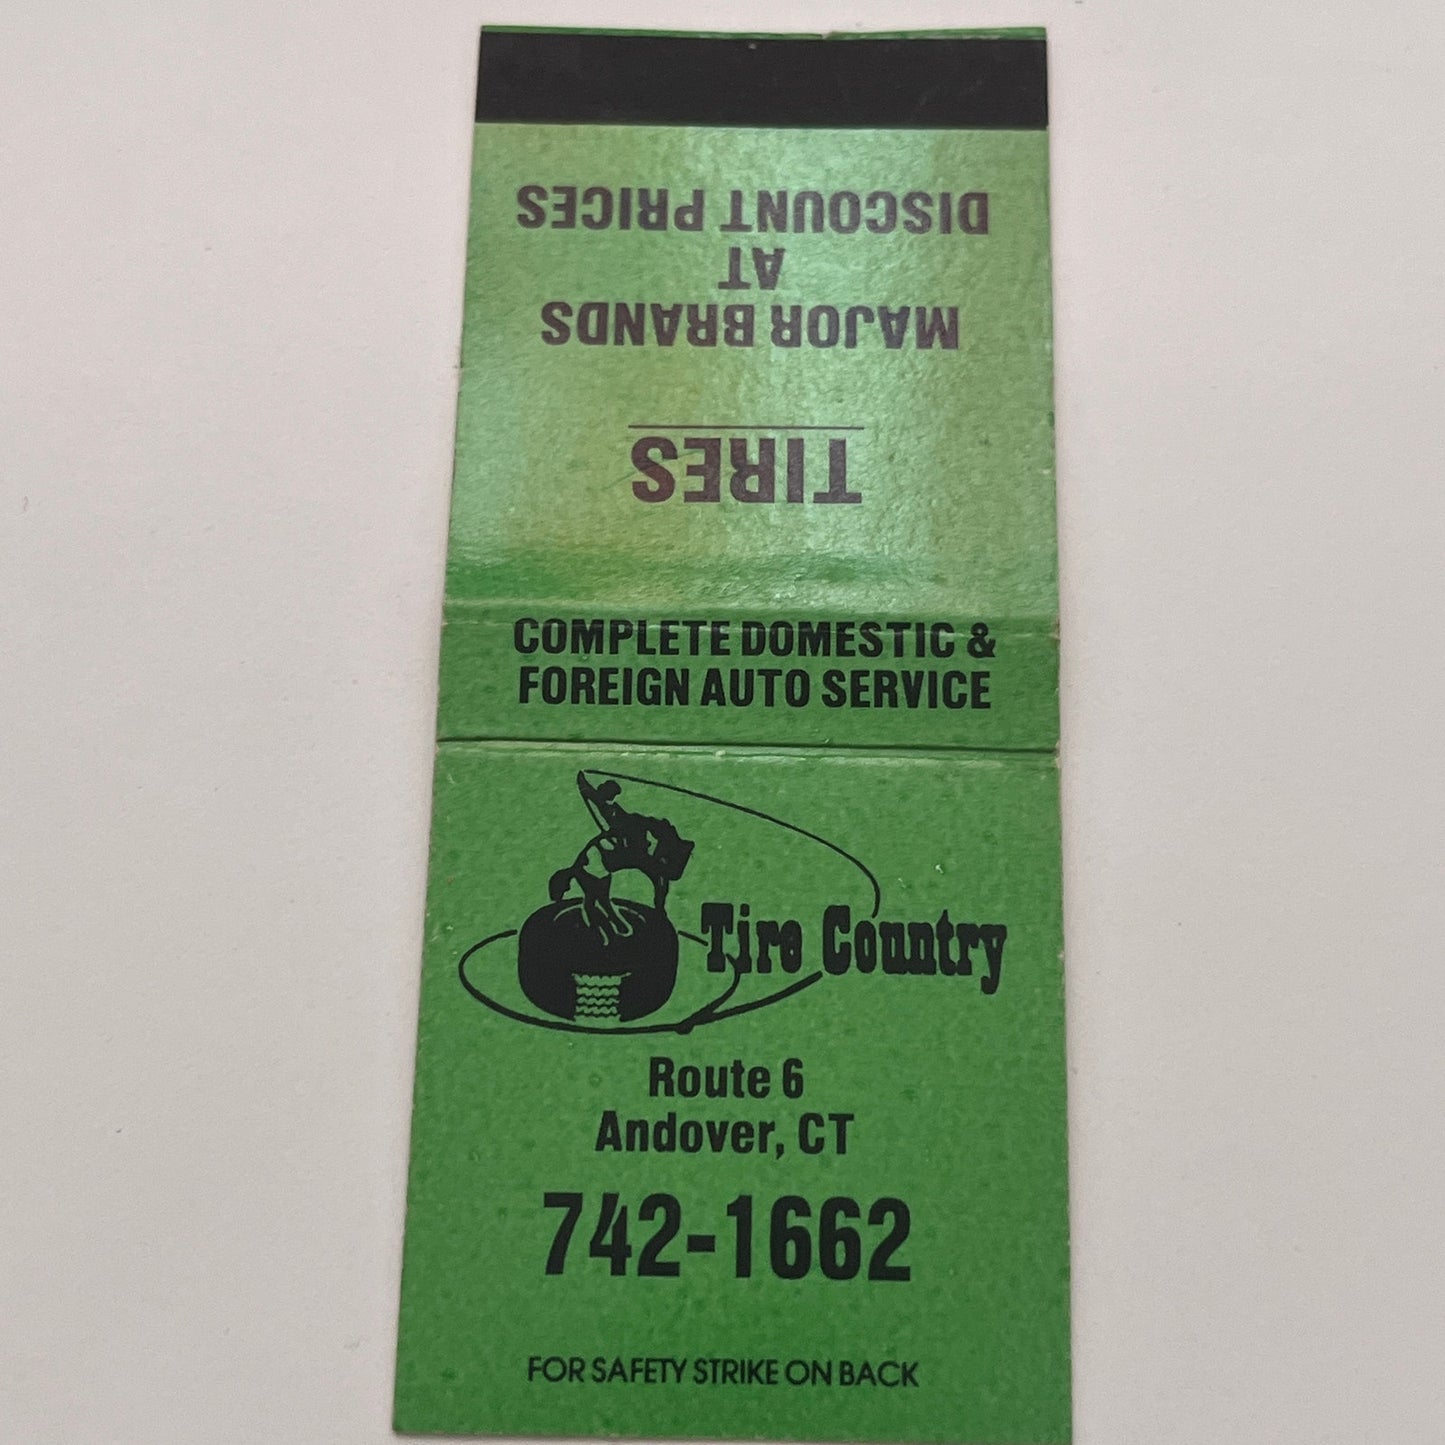 TIRES
MAJOR BRANDS
AT
DISCOUNT PRICES
COMPLETE DOMESTIC &
FOREIGN AUTO SERVICE
Tire Country
Route 6
Andover, CT
742-1662
FOR SAFETY STRIKE ON BACK